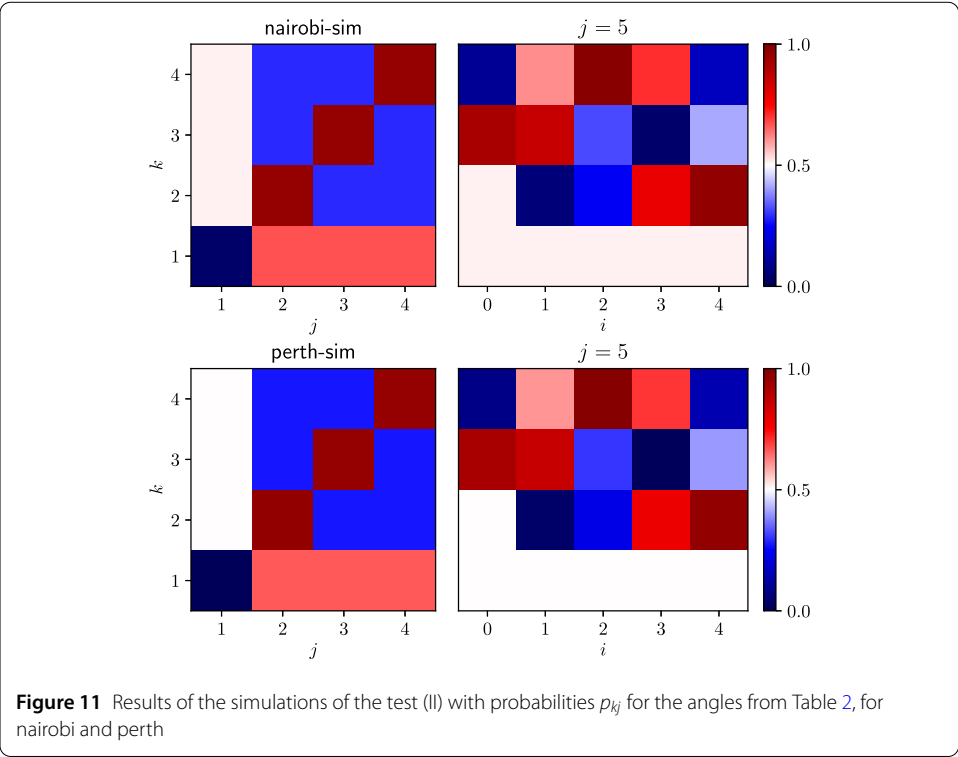 nairobi-sim
j = 5
4
3
2
1
k
1 2 3 4
j
0 1 2 3 4
i
1.0
0.5
0.0
perth-sim
j = 5
4
3
2
1
k
1 2 3 4
j
0 1 2 3 4
i
1.0
0.5
0.0
Figure 11 Results of the simulations of the test (II) with probabilities p_kj for the angles from Table 2, for
nairobi and perth